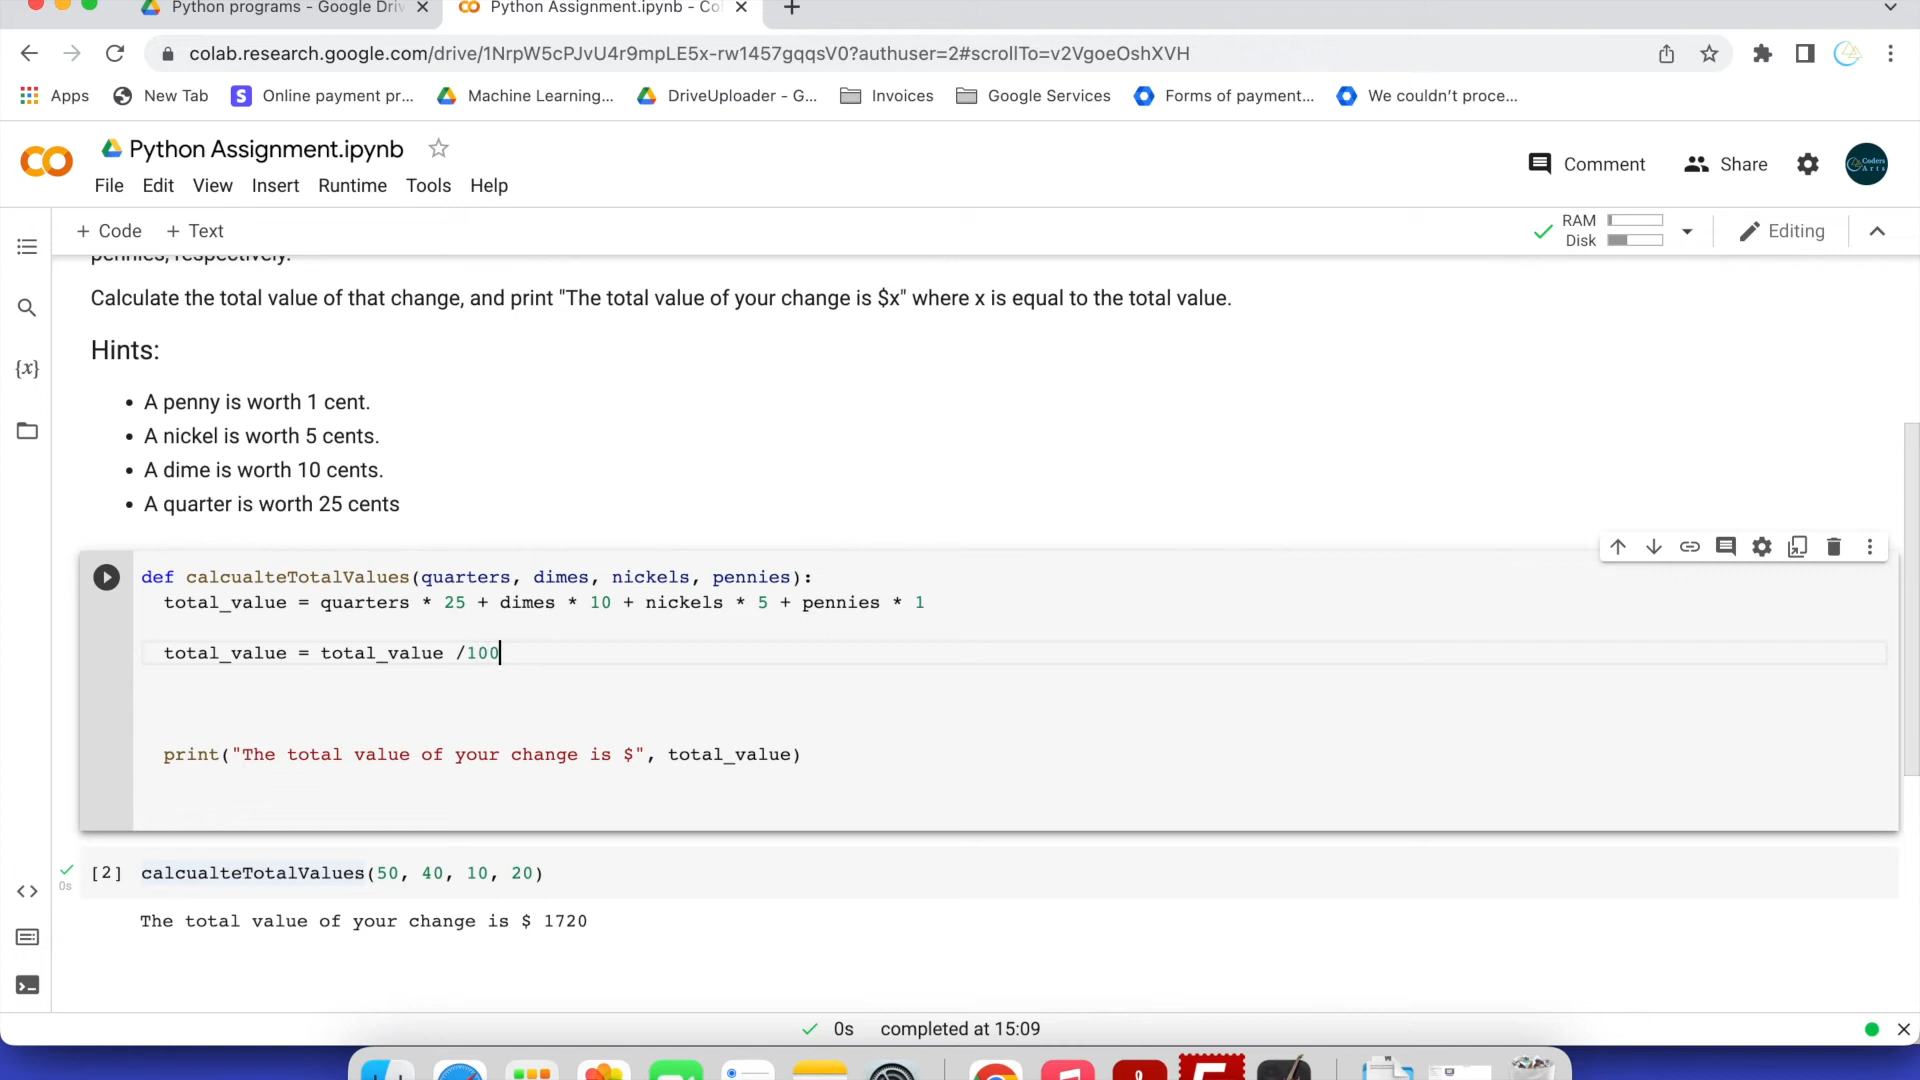 Python programs - Google Driv
Python Assignment.ipynb - Co
colab.research.google.com/drive/1NrpW5cPJvU4r9mpLE5x-rw1457gqqsV0?authuser=2#scrollTo=v2VgoeOshXVH
Apps New Tab S Online payment pr... Machine Learning... DriveUploader - G... Invoices Google Services Forms of payment... We couldn't proce...
Python Assignment.ipynb
Comment Share
Coders Arts
File Edit View Insert Runtime Tools Help
+ Code + Text
RAM
Disk
Editing
pennies, respectively.
Calculate the total value of that change, and print "The total value of your change is $x" where x is equal to the total value.
Hints:
• A penny is worth 1 cent.
• A nickel is worth 5 cents.
• A dime is worth 10 cents.
• A quarter is worth 25 cents
{x}
def calcualteTotalValues(quarters, dimes, nickels, pennies):
total_value = quarters * 25 + dimes * 10 + nickels * 5 + pennies * 1
total_value = total_value /100
print("The total value of your change is $", total_value)
0s
[2] calcualteTotalValues(50, 40, 10, 20)
The total value of your change is $ 1720
0s completed at 15:09